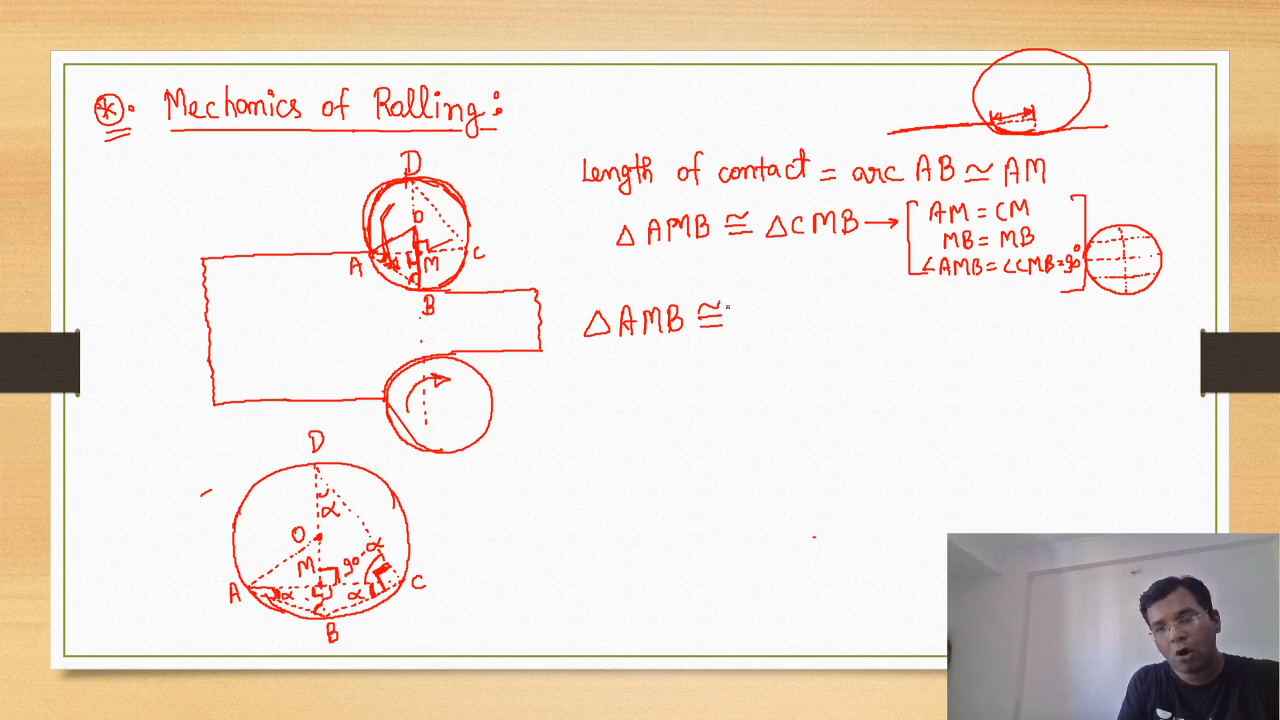 * . Mechanics of Rolling :
Length of contact = arc AB ≃ AM
△ AMB ≅ △CMB → [ AM = CM
MB = MB
∠AMB = ∠CMB = 90° ]
△ AMB ≅
D
O
A
M
C
B
D
α
O
M
90
α
A
α
α
C
B